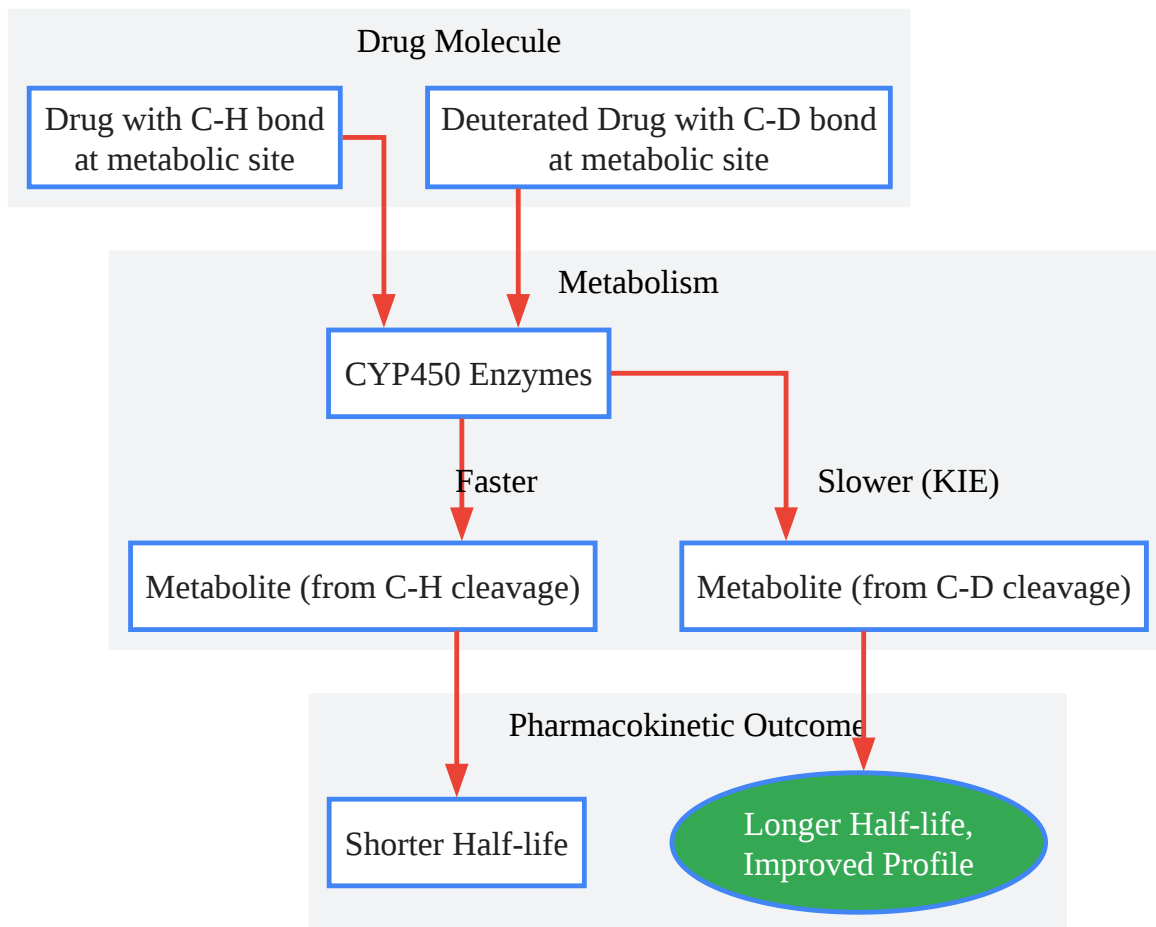 Drug Molecule
Drug with C-H bond
at metabolic site
Deuterated Drug with C-D bond
at metabolic site
Metabolism
CYP450 Enzymes
Faster
Slower (KIE)
Metabolite (from C-H cleavage)
Metabolite (from C-D cleavage)
Pharmacokinetic Outcome
Shorter Half-life
Longer Half-life,
Improved Profile